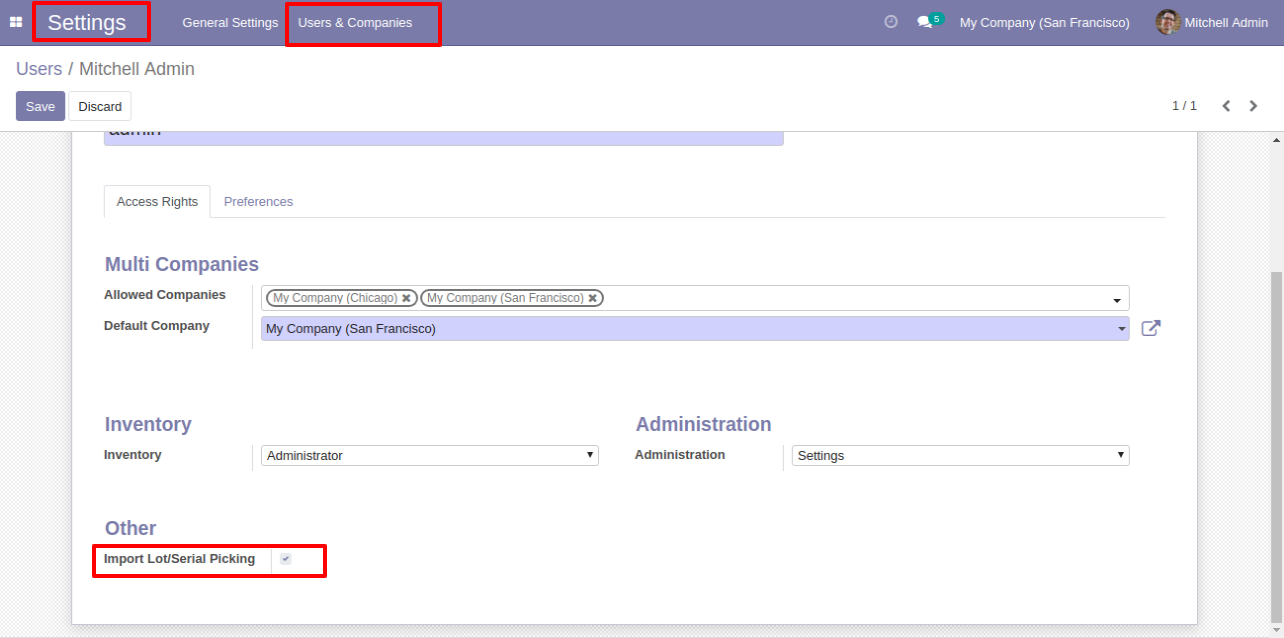 Settings General Settings Users & Companies 5 My Company (San Francisco) Mitchell Admin
Users / Mitchell Admin
Save Discard 1 / 1
admin
Access Rights Preferences
Multi Companies
Allowed Companies My Company (Chicago) ✖ My Company (San Francisco) ✖
Default Company My Company (San Francisco)
Inventory Administration
Inventory Administrator Administration Settings
Other
Import Lot/Serial Picking